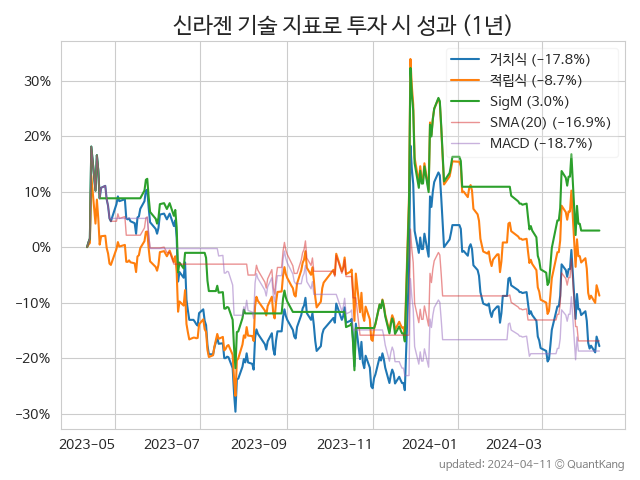 신라젠 기술 지표로 투자 시 성과 (1년)
거치식 (−17.8%)
적립식 (−8.7%)
SigM (3.0%)
SMA(20) (−16.9%)
MACD (−18.7%)
30%
20%
10%
0%
−10%
−20%
−30%
2023-05
2023-07
2023-09
2023-11
2024-01
2024-03
updated: 2024-04-11 © QuantKang